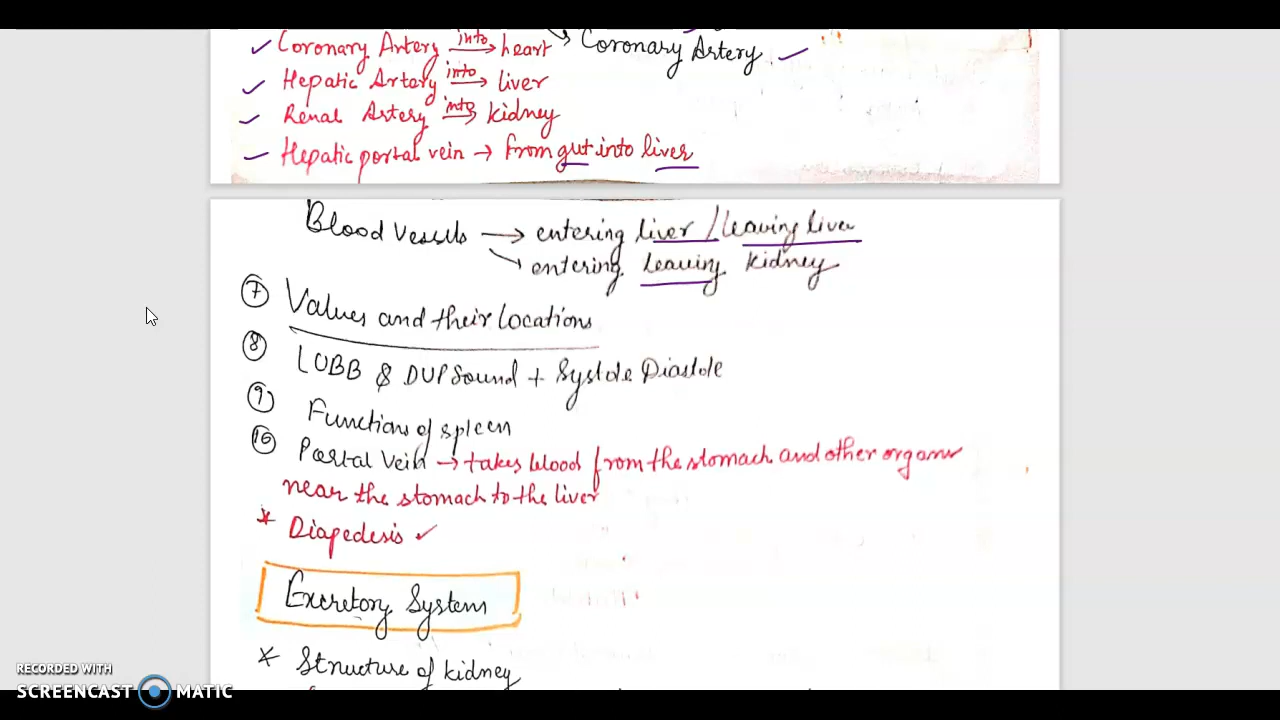 Coronary Artery into → heart
Coronary Artery
Hepatic Artery into → liver
Renal Artery into → kidney
Hepatic portal vein → from gut into liver
Blood Vessels → entering liver / leaving liver
entering leaving kidney
7 Values and their Locations
8 LUBB & DUP Sound + Systole Diastole
9 Functions of spleen
10 Portal Vein → takes blood from the stomach and other organs
near the stomach to the liver
* Diapedesis ✓
Excretory System
* Structure of kidney
RECORDED WITH
SCREENCAST MATIC